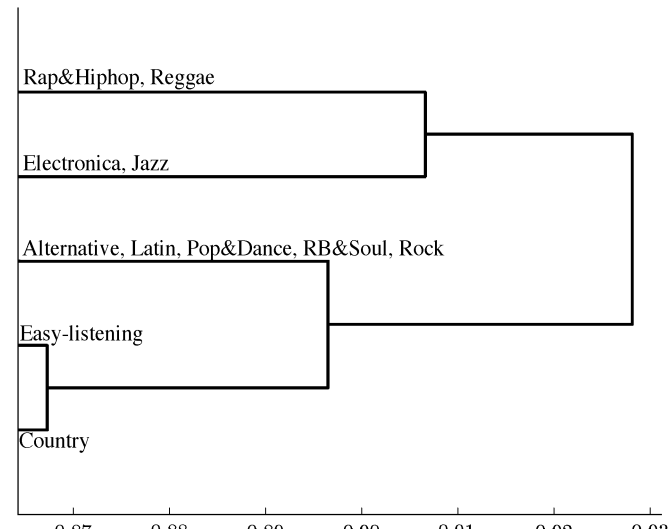 Rap&Hiphop, Reggae
Electronica, Jazz
Alternative, Latin, Pop&Dance, RB&Soul, Rock
Easy-listening
Country